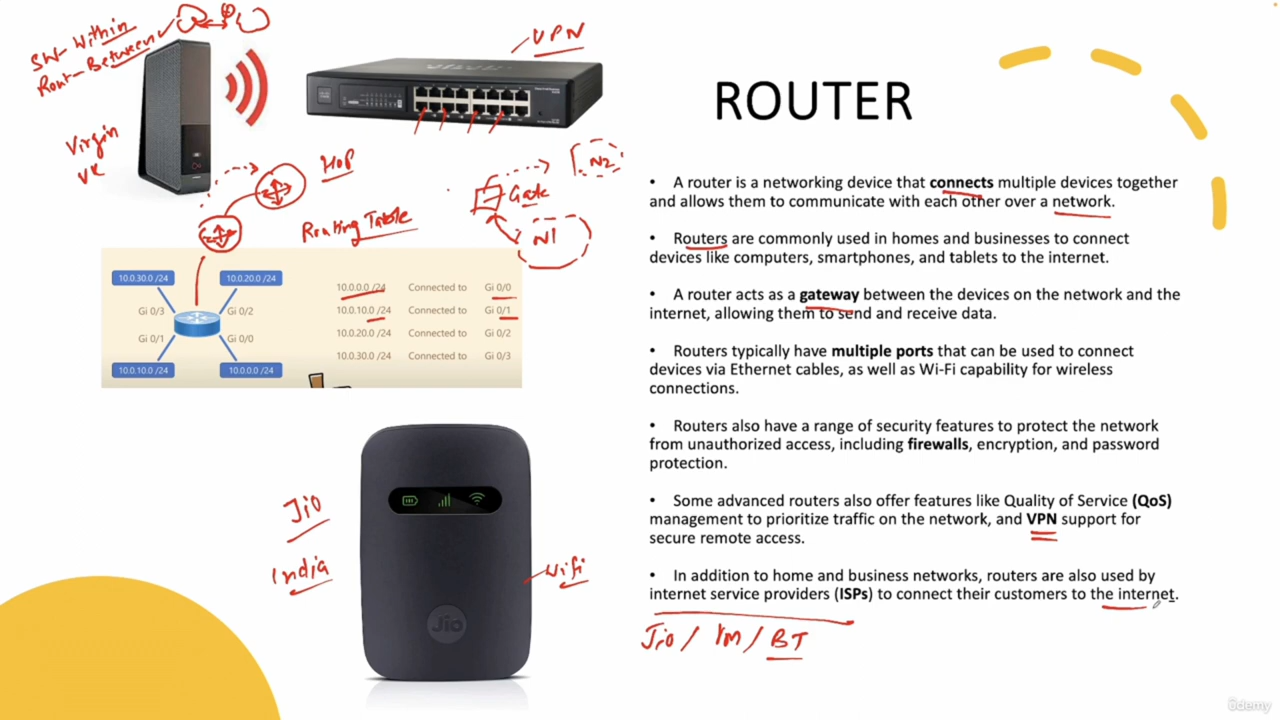 SW- Within
Rout- Between
VPN
ROUTER
Virgin
HOP
N2
Gate
N1
Routing Table
10.0.30.0 /24
10.0.20.0 /24
Gi 0/3
Gi 0/2
Gi 0/1
Gi 0/0
10.0.10.0 /24
10.0.0.0 /24
10.0.0.0 /24 Connected to Gi 0/0
10.0.10.0 /24 Connected to Gi 0/1
10.0.20.0 /24 Connected to Gi 0/2
10.0.30.0 /24 Connected to Gi 0/3
Jio
India
Wifi
Jio
• A router is a networking device that connects multiple devices together
and allows them to communicate with each other over a network.
• Routers are commonly used in homes and businesses to connect
devices like computers, smartphones, and tablets to the internet.
• A router acts as a gateway between the devices on the network and the
internet, allowing them to send and receive data.
• Routers typically have multiple ports that can be used to connect
devices via Ethernet cables, as well as Wi-Fi capability for wireless
connections.
• Routers also have a range of security features to protect the network
from unauthorized access, including firewalls, encryption, and password
protection.
• Some advanced routers also offer features like Quality of Service (QoS)
management to prioritize traffic on the network, and VPN support for
secure remote access.
• In addition to home and business networks, routers are also used by
internet service providers (ISPs) to connect their customers to the internet.
Jio / VM / BT
ûdemy